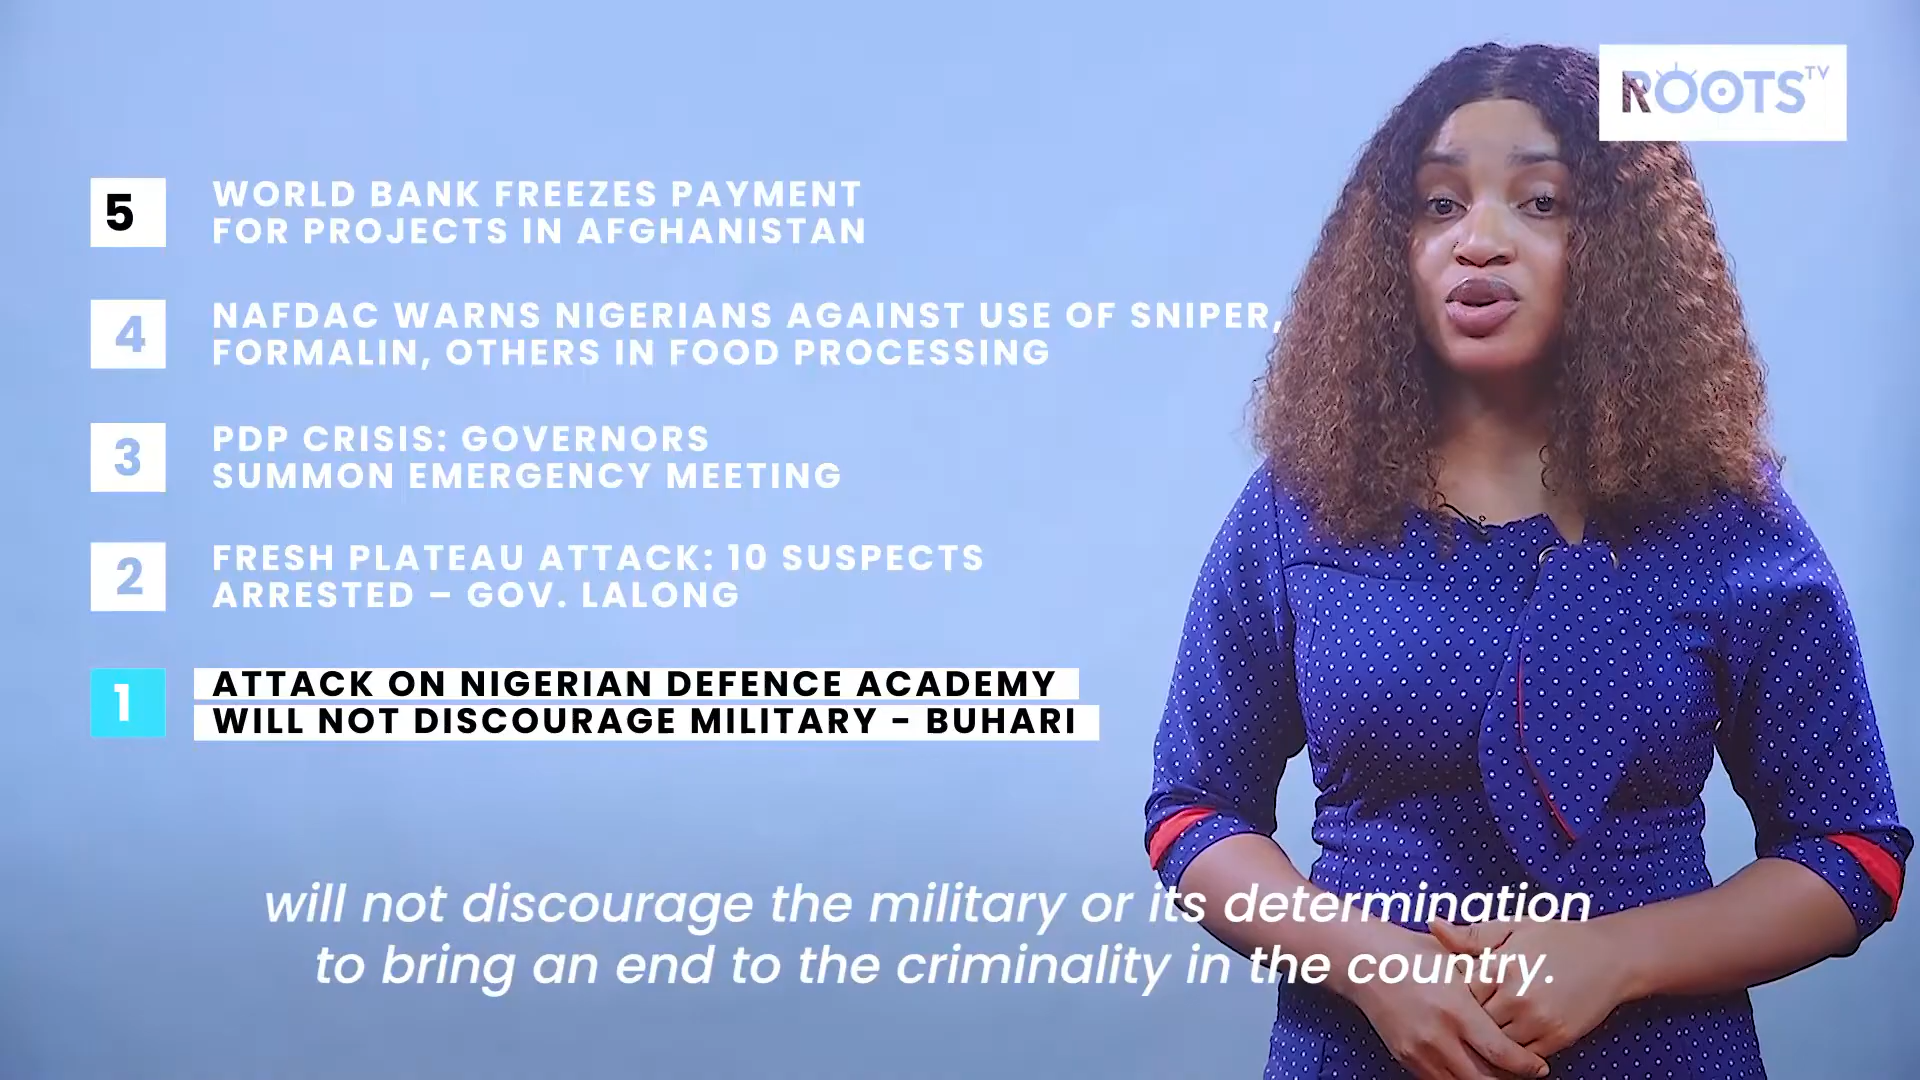 ROOTS TV
5
WORLD BANK FREEZES PAYMENT
FOR PROJECTS IN AFGHANISTAN
4
NAFDAC WARNS NIGERIANS AGAINST USE OF SNIPER,
FORMALIN, OTHERS IN FOOD PROCESSING
3
PDP CRISIS: GOVERNORS
SUMMON EMERGENCY MEETING
2
FRESH PLATEAU ATTACK: 10 SUSPECTS
ARRESTED – GOV. LALONG
1
ATTACK ON NIGERIAN DEFENCE ACADEMY
WILL NOT DISCOURAGE MILITARY - BUHARI
will not discourage the military or its determination
to bring an end to the criminality in the country.